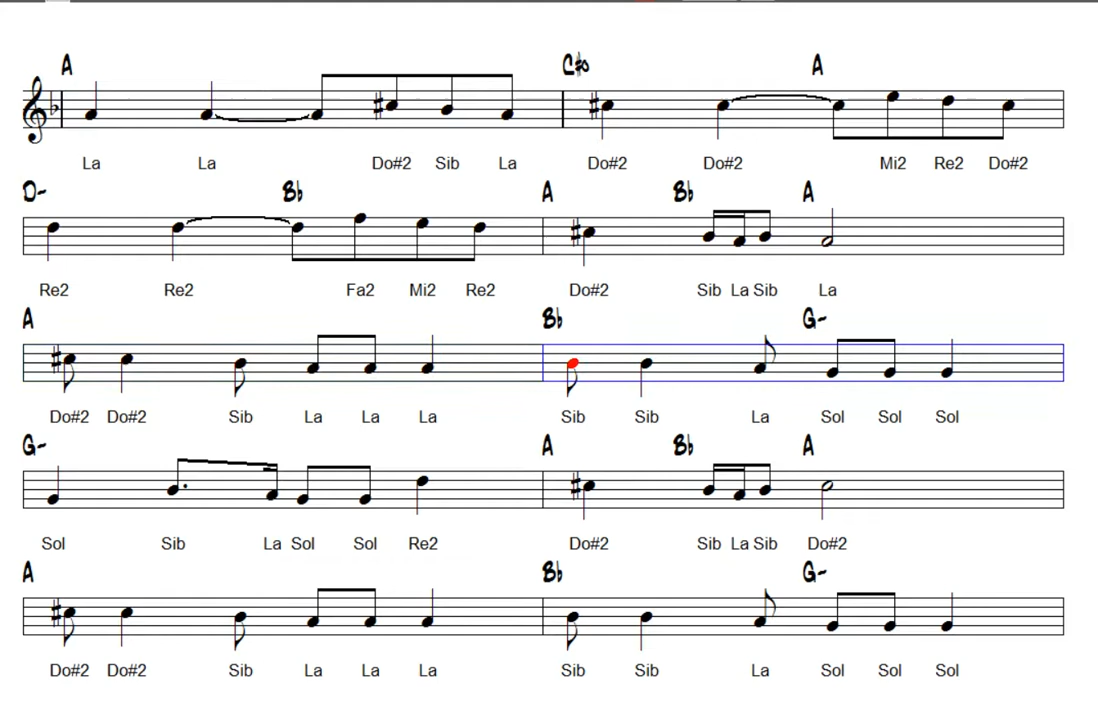 A C#o A
La La Do#2 Sib La Do#2 Do#2 Mi2 Re2 Do#2
D- Bb A Bb A
Re2 Re2 Fa2 Mi2 Re2 Do#2 Sib La Sib La
A Bb G-
Do#2 Do#2 Sib La La La Sib Sib La Sol Sol Sol
G- A Bb A
Sol Sib La Sol Sol Re2 Do#2 Sib La Sib Do#2
A Bb G-
Do#2 Do#2 Sib La La La Sib Sib La Sol Sol Sol